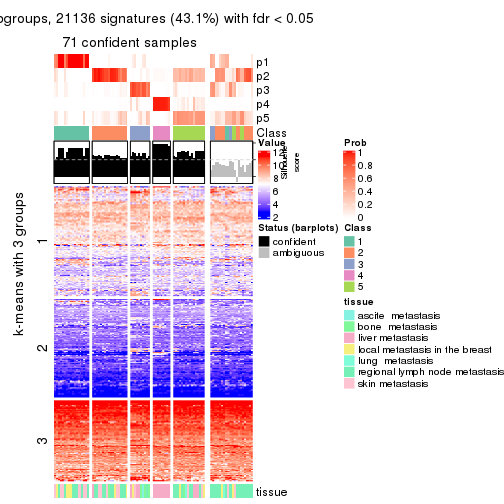 ogroups, 21136 signatures (43.1%) with fdr < 0.05
71 confident samples
p1
p2
p3
p4
p5
Class
Silhouette
score
k-means with 3 groups
1
2
3
tissue
Value
12
6
4
2
Status (barplots)
confident
ambiguous
Prob
1
0.8
0.6
0.4
0.2
0
Class
1
2
3
4
5
tissue
ascite metastasis
bone metastasis
liver metastasis
local metastasis in the breast
lung metastasis
regional lymph node metastasis
skin metastasis